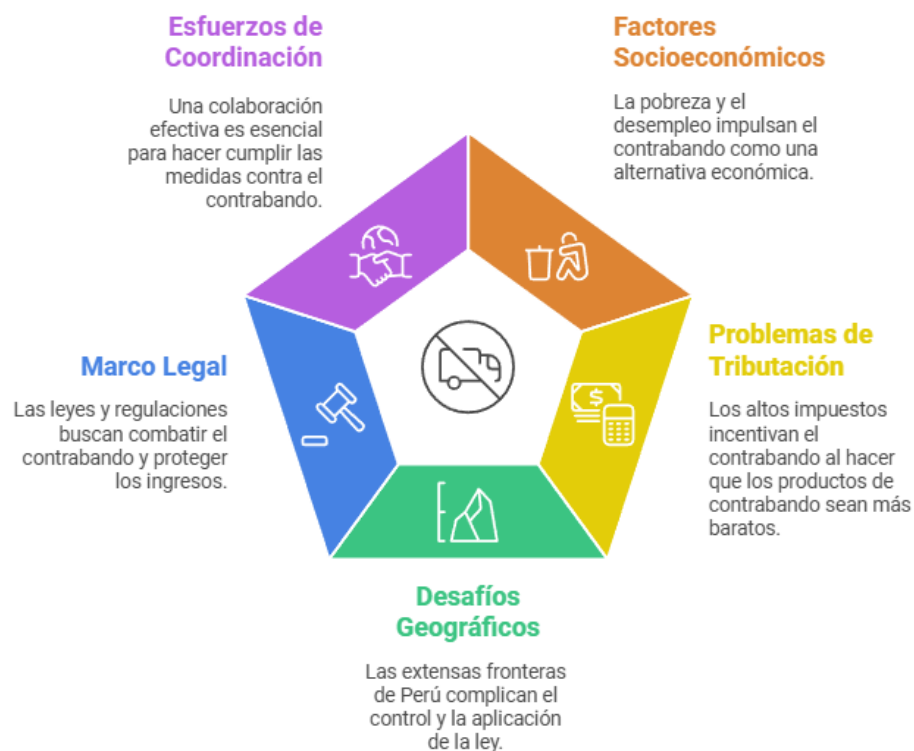 Esfuerzos de
Coordinación
Una colaboración
efectiva es esencial
para hacer cumplir las
medidas contra el
contrabando.
Factores
Socioeconómicos
La pobreza y el
desempleo impulsan el
contrabando como una
alternativa económica.
Marco Legal
Las leyes y regulaciones
buscan combatir el
contrabando y proteger
los ingresos.
$
Problemas de
Tributación
Los altos impuestos
incentivan el
contrabando al hacer
que los productos de
contrabando sean más
baratos.
Desafíos
Geográficos
Las extensas fronteras
de Perú complican el
control y la aplicación
de la ley.